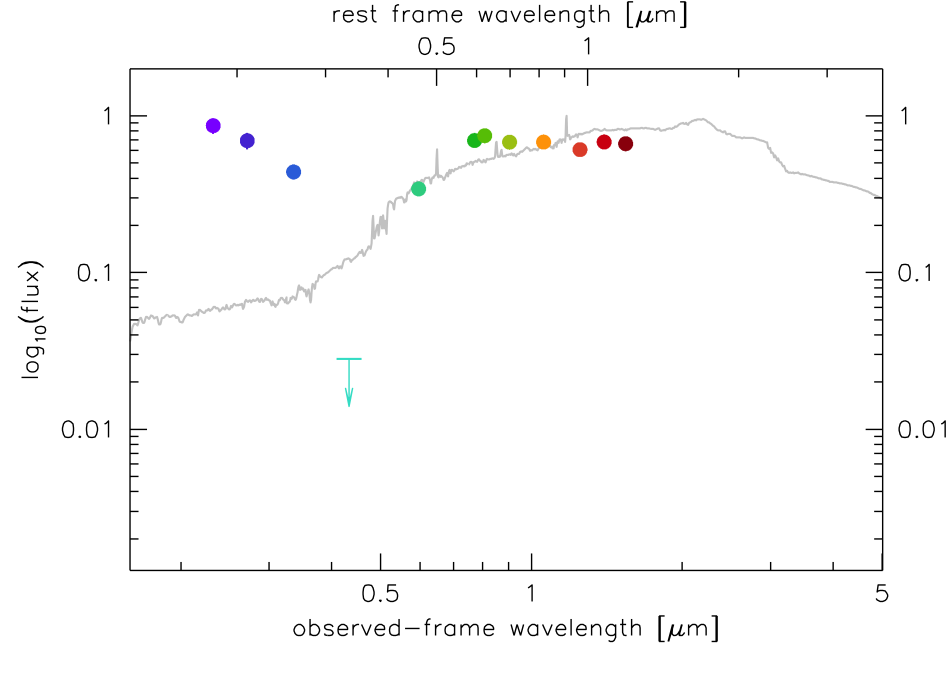 rest frame wavelength [μm]
0.5 1
1 1
0.1 0.1
0.01 0.01
log₁₀(flux)
0.5 1 5
observed-frame wavelength [μm]